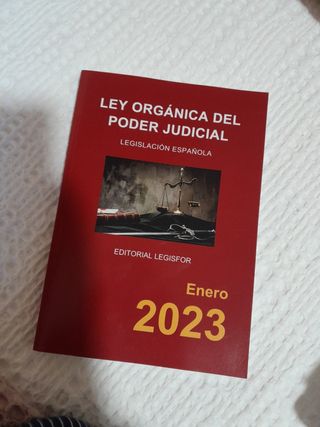 LEY ORGÁNICA DEL
PODER JUDICIAL
LEGISLACIÓN ESPAÑOLA
EDITORIAL LEGISFOR
Enero
2023